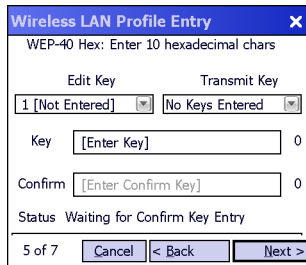 Wireless LAN Profile Entry ×
WEP-40 Hex: Enter 10 hexadecimal chars
Edit Key Transmit Key
1 [Not Entered] No Keys Entered
Key [Enter Key] 0
Confirm [Enter Confirm Key] 0
Status Waiting for Confirm Key Entry
5 of 7 Cancel < Back Next >